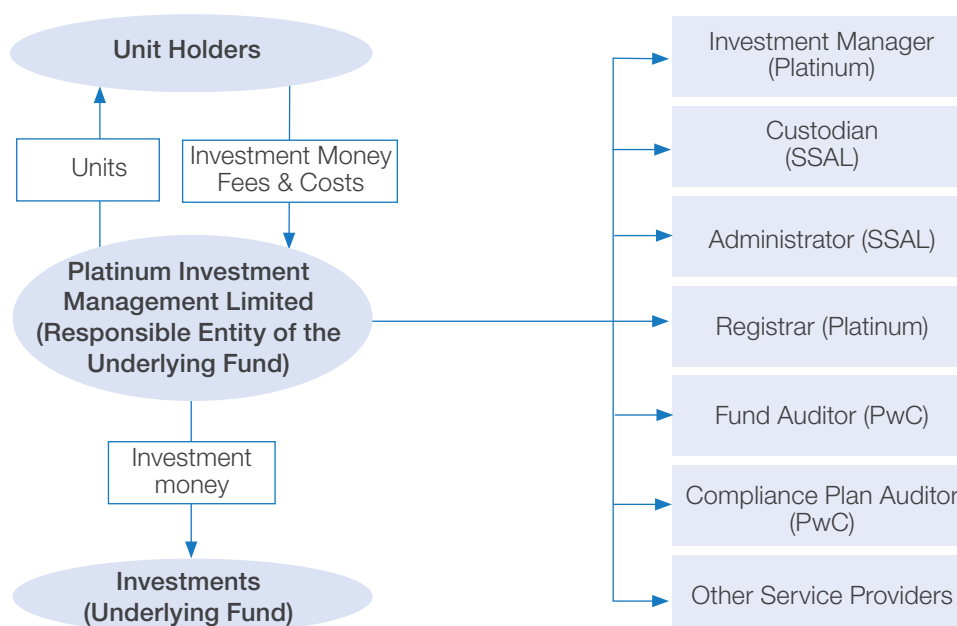 Unit Holders
Units
Investment Money
Fees & Costs
Platinum Investment
Management Limited
(Responsible Entity of the
Underlying Fund)
Investment
money
Investments
(Underlying Fund)
Investment Manager
(Platinum)
Custodian
(SSAL)
Administrator (SSAL)
Registrar (Platinum)
Fund Auditor (PwC)
Compliance Plan Auditor
(PwC)
Other Service Providers